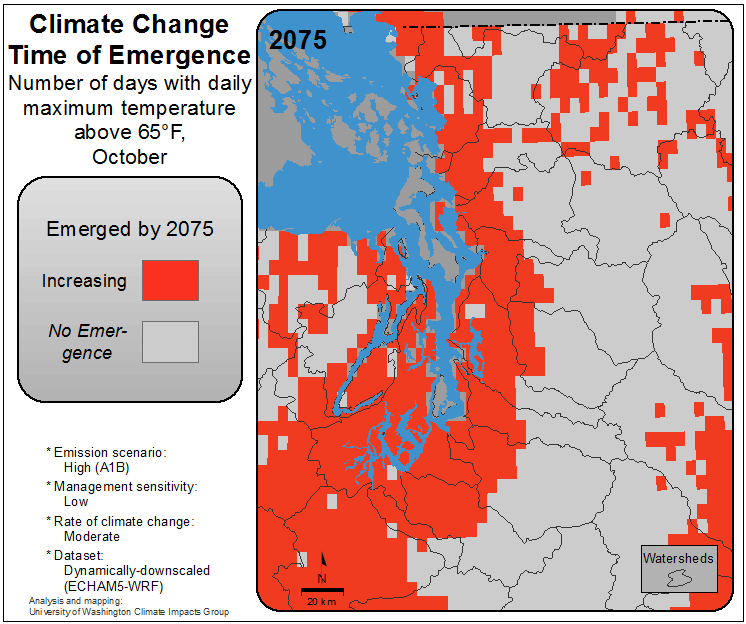 Climate Change
Time of Emergence
Number of days with daily
maximum temperature
above 65°F,
October
Emerged by 2075
Increasing
No Emer-
gence
* Emission scenario:
High (A1B)
* Management sensitivity:
Low
* Rate of climate change:
Moderate
* Dataset:
Dynamically-downscaled
(ECHAM5-WRF)
Analysis and mapping:
University of Washington Climate Impacts Group
2075
N
20 km
Watersheds